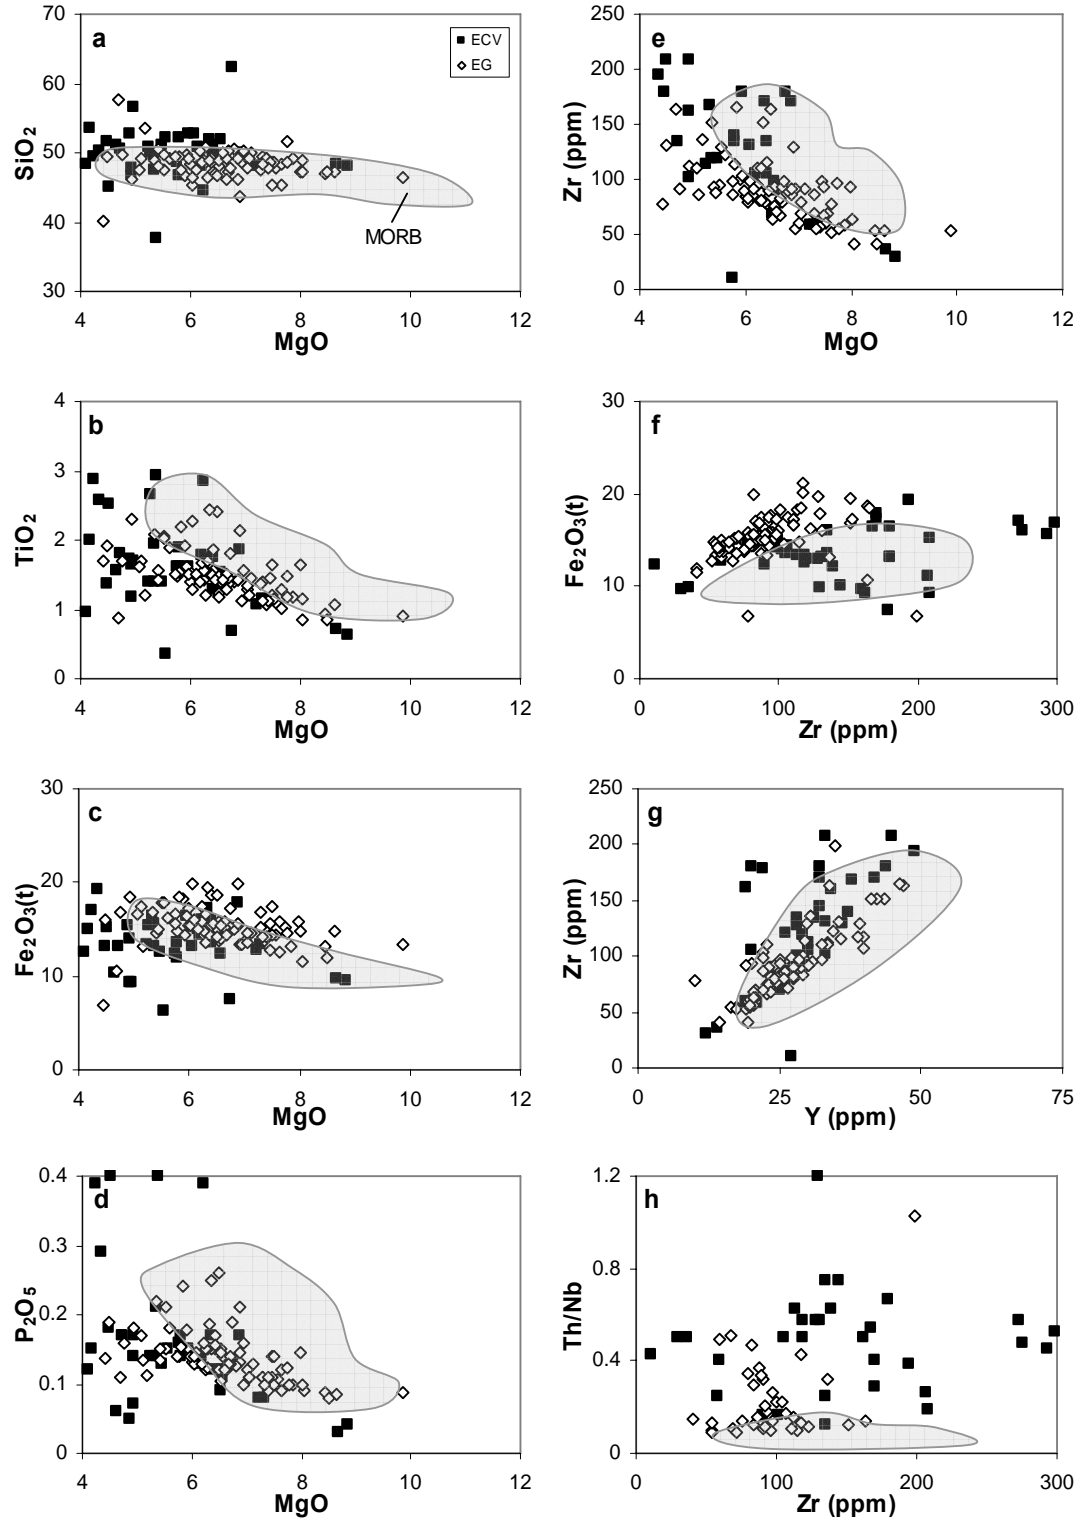 a
70
60
50
40
30
SiO2
ECV
EG
MORB
4 6 8 10 12
MgO
e
250
200
150
100
50
0
Zr (ppm)
4 6 8 10 12
MgO
b
4
3
2
1
0
TiO2
4 6 8 10 12
MgO
f
30
20
10
0
Fe2O3(t)
0 100 200 300
Zr (ppm)
c
30
20
10
0
Fe2O3(t)
4 6 8 10 12
MgO
g
250
200
150
100
50
0
Zr (ppm)
0 25 50 75
Y (ppm)
d
0.4
0.3
0.2
0.1
0
P2O5
4 6 8 10 12
MgO
h
1.2
0.8
0.4
0
Th/Nb
0 100 200 300
Zr (ppm)